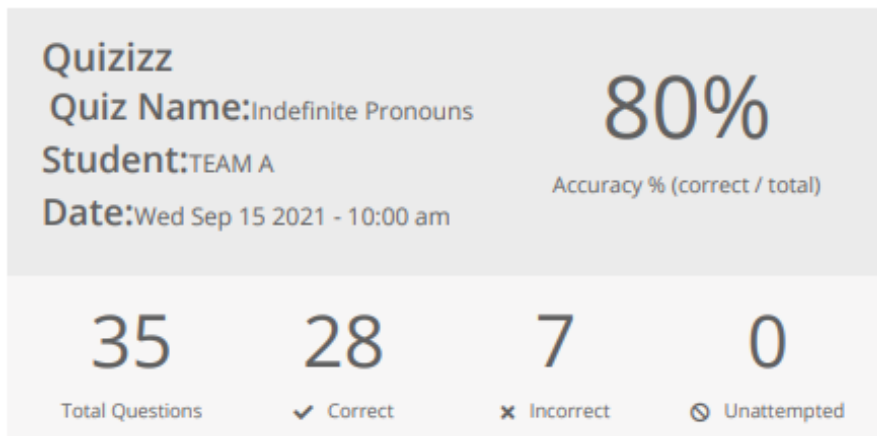 Quizizz
Quiz Name:Indefinite Pronouns
Student:TEAM A
Date:Wed Sep 15 2021 - 10:00 am
80%
Accuracy % (correct / total)
35
Total Questions
28
Correct
7
Incorrect
0
Unattempted